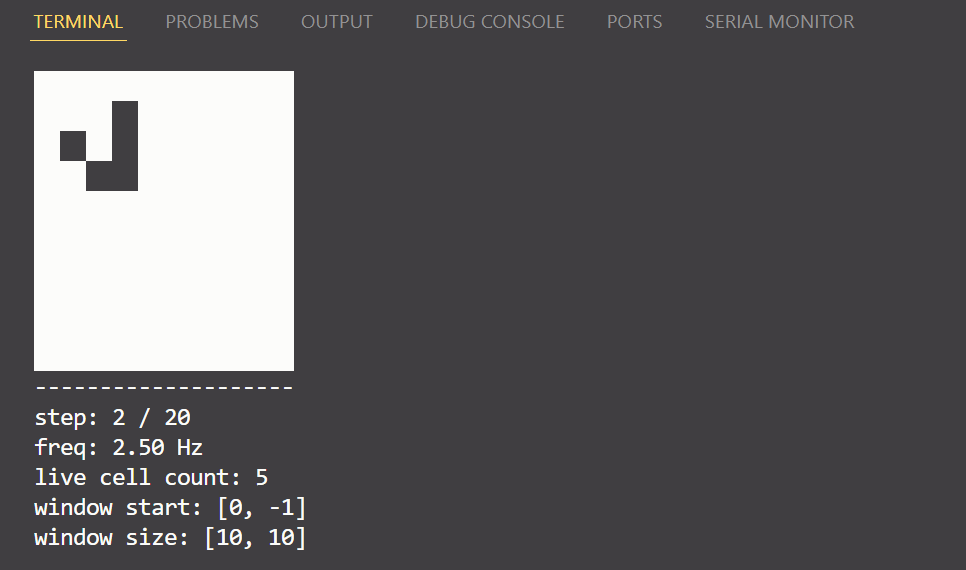 TERMINAL PROBLEMS OUTPUT DEBUG CONSOLE PORTS SERIAL MONITOR
--------------------
step: 2 / 20
freq: 2.50 Hz
live cell count: 5
window start: [0, -1]
window size: [10, 10]